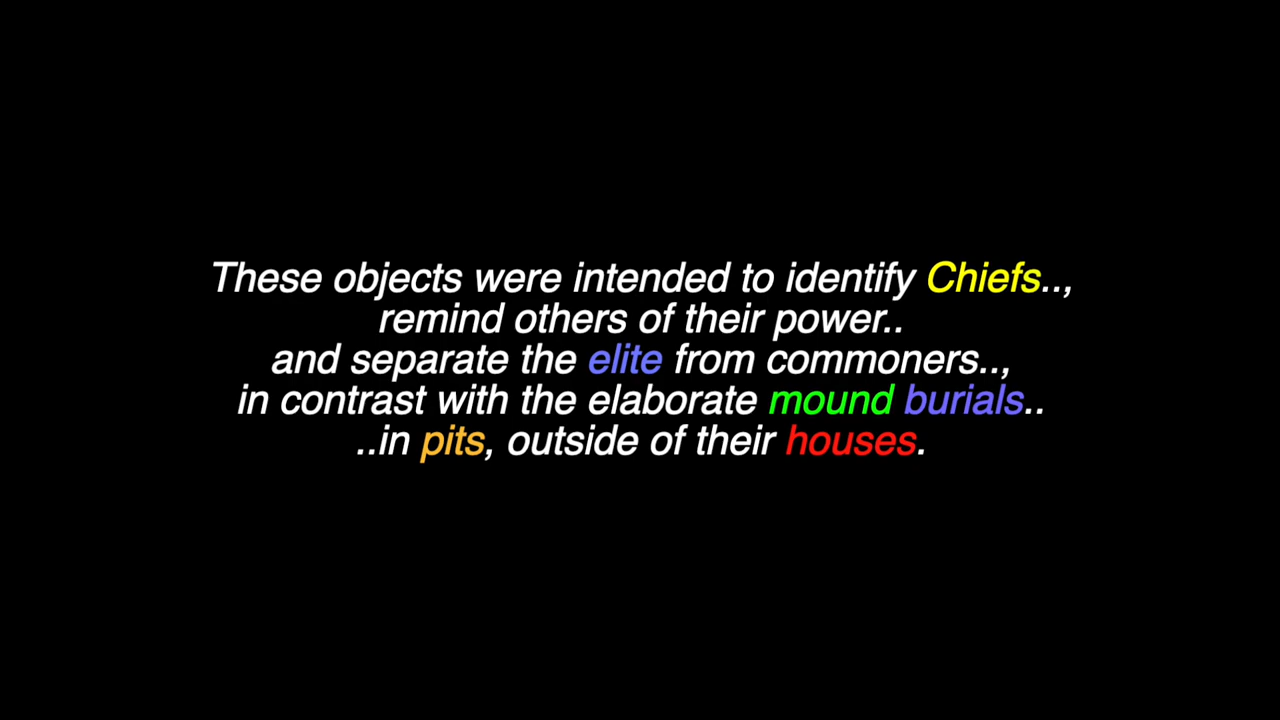 These objects were intended to identify Chiefs..,
remind others of their power..
and separate the elite from commoners..,
in contrast with the elaborate mound burials..
..in pits, outside of their houses.